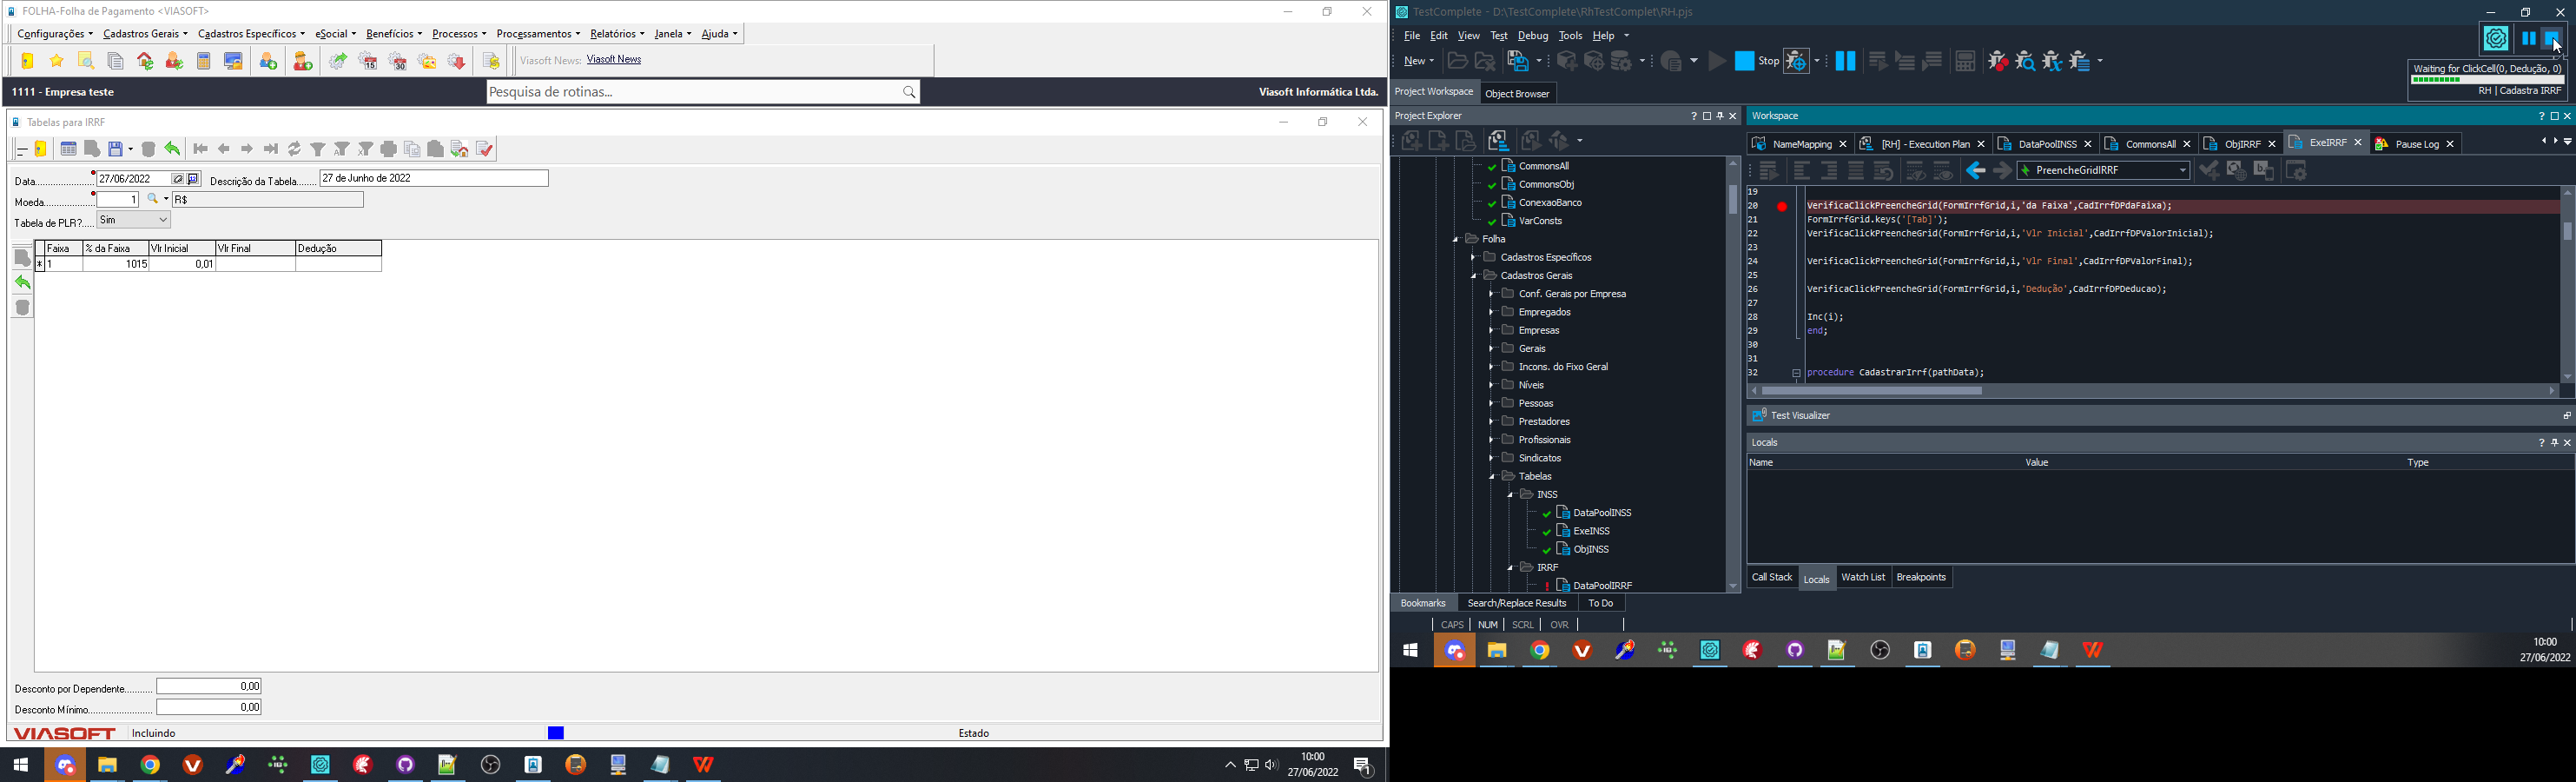 FOLHA-Folha de Pagamento <VIASOFT>
Configurações Cadastros Gerais Cadastros Específicos eSocial Benefícios Processos Processamentos Relatórios Janela Ajuda
15 30 Viasoft News: Viasoft News
1111 - Empresa teste Pesquisa de rotinas... Viasoft Informática Ltda.
Tabelas para IRRF
Data....................... 27/06/2022 Descrição da Tabela....... 27 de Junho de 2022
Moeda..................... 1 R$
Tabela de PLR?..... Sim
Faixa % da Faixa Vlr Inicial Vlr Final Dedução
* 1 1015 0,01
Desconto por Dependente.......... 0,00
Desconto Mínimo....................... 0,00
VIASOFT Incluindo Estado
10:00
27/06/2022
1
TestComplete - D:\TestComplete\RhTestComplet\RH.pjs
File Edit View Test Debug Tools Help
New Stop
Waiting for ClickCell(0, Dedução, 0)
RH | Cadastra IRRF
Project Workspace Object Browser
Project Explorer
CommonsAll
CommonsObj
ConexaoBanco
VarConsts
Folha
Cadastros Específicos
Cadastros Gerais
Conf. Gerais por Empresa
Empregados
Empresas
Gerais
Incons. do Fixo Geral
Níveis
Pessoas
Prestadores
Profissionais
Sindicatos
Tabelas
INSS
DataPoolINSS
ExeINSS
ObjINSS
IRRF
DataPoolIRRF
Bookmarks Search/Replace Results To Do
Workspace
NameMapping [RH] - Execution Plan DataPoolINSS CommonsAll ObjIRRF ExeIRRF Pause Log
PreencheGridIRRF
19
20 VerificaClickPreencheGrid(FormIrrfGrid,i,'da Faixa',CadIrrfDPdaFaixa);
21 FormIrrfGrid.keys('[Tab]');
22 VerificaClickPreencheGrid(FormIrrfGrid,i,'Vlr Inicial',CadIrrfDPValorInicial);
23
24 VerificaClickPreencheGrid(FormIrrfGrid,i,'Vlr Final',CadIrrfDPValorFinal);
25
26 VerificaClickPreencheGrid(FormIrrfGrid,i,'Dedução',CadIrrfDPDeducao);
27
28 Inc(i);
29 end;
30
31
32 procedure CadastrarIrrf(pathData);
Test Visualizer
Locals
Name Value Type
Call Stack Locals Watch List Breakpoints
CAPS NUM SCRL OVR
10:00
27/06/2022